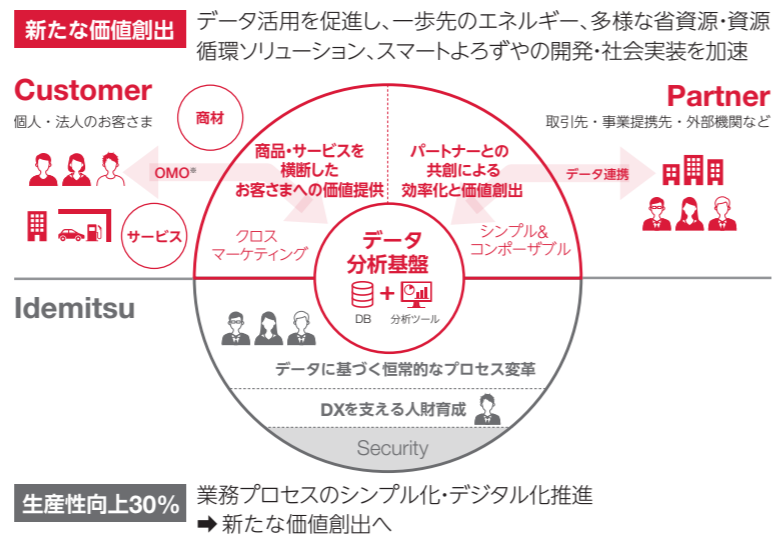 新たな価値創出
データ活用を促進し、一歩先のエネルギー、多様な省資源・資源
循環ソリューション、スマートよろずやの開発・社会実装を加速
Customer
個人・法人のお客さま
商材
OMO※
サービス
商品・サービスを
横断した
お客さまへの価値提供
クロス
マーケティング
パートナーとの
共創による
効率化と価値創出
シンプル&
コンポーザブル
Partner
取引先・事業提携先・外部機関など
データ連携
データ
分析基盤
+
DB
分析ツール
Idemitsu
データに基づく恒常的なプロセス変革
DXを支える人財育成
Security
生産性向上30%
業務プロセスのシンプル化・デジタル化推進
➡ 新たな価値創出へ